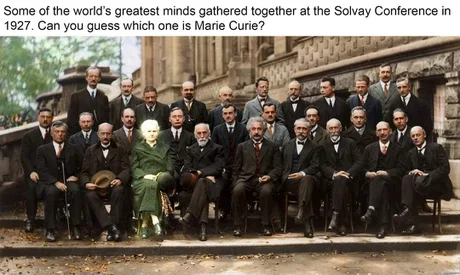 Some of the world's greatest minds gathered together at the Solvay Conference in
1927. Can you guess which one is Marie Curie?